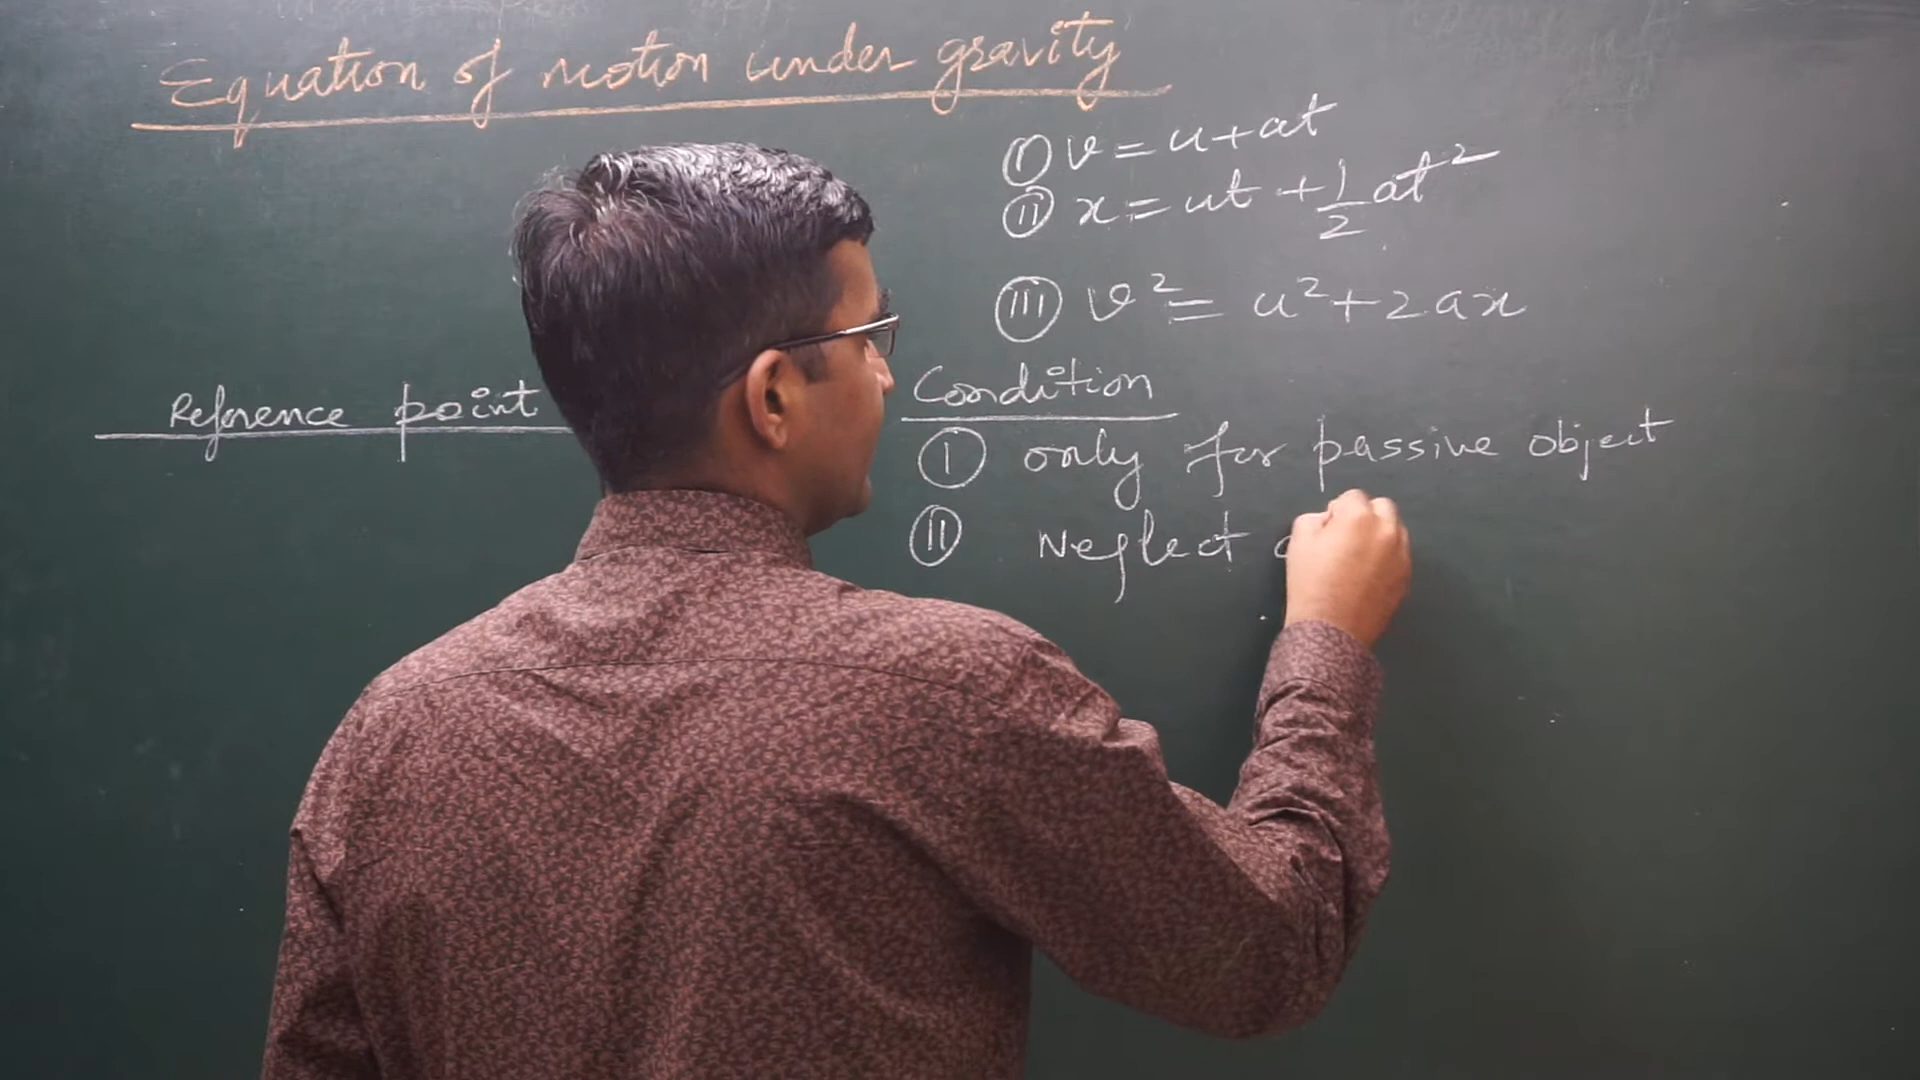 Equation of motion under gravity
I v = u + at
II x = ut + 1/2 at²
III v² = u² + 2ax
Reference point
Condition
I only for passive object
II Neglect